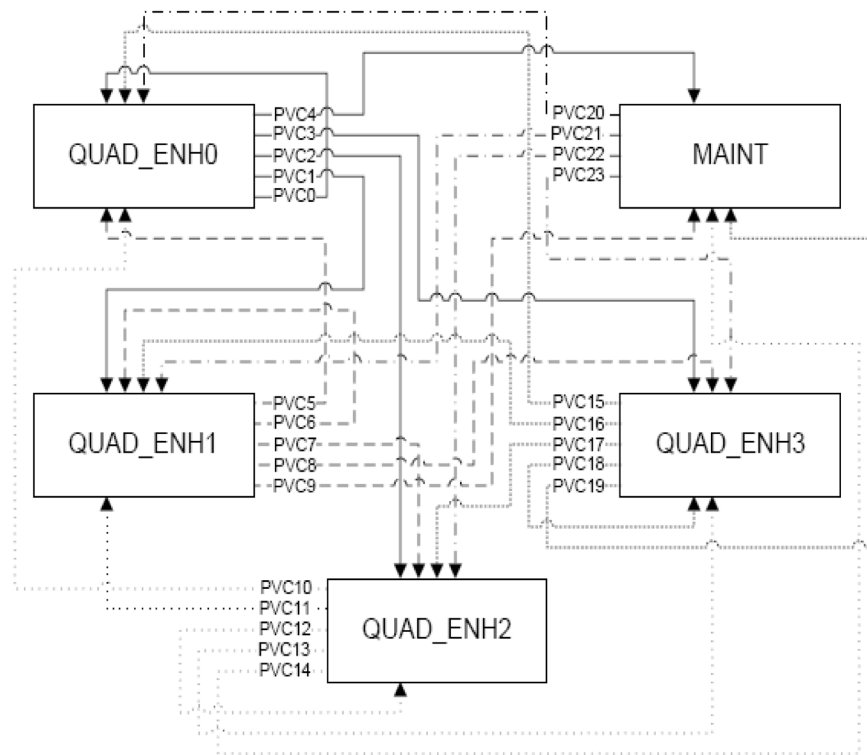 PVC4
PVC3
PVC2
PVC1
PVC0
QUAD_ENH0
PVC20
PVC21
PVC22
PVC23
MAINT
PVC5
PVC6
PVC7
PVC8
PVC9
QUAD_ENH1
PVC15
PVC16
PVC17
PVC18
PVC19
QUAD_ENH3
PVC10
PVC11
PVC12
PVC13
PVC14
QUAD_ENH2